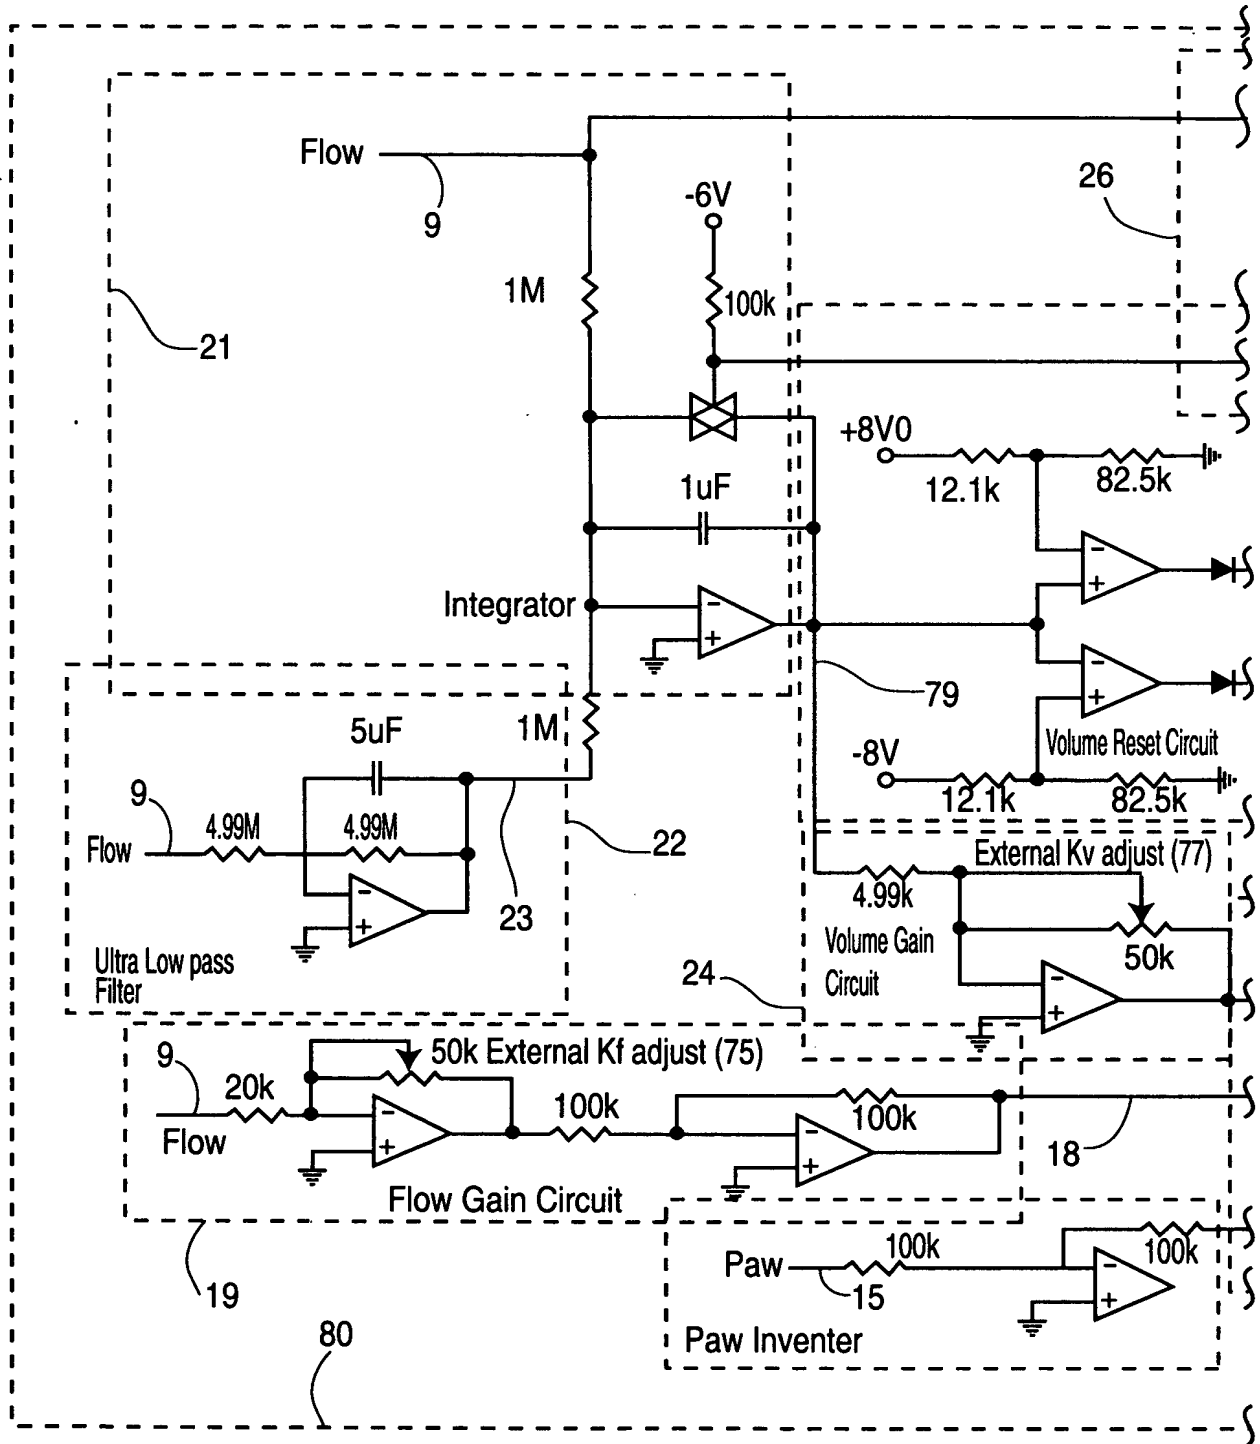 Flow
9
26
-6V
1M
100k
21
+8V0
12.1k
82.5k
1uF
-
+
Integrator
-
+
79
-
+
Volume Reset Circuit
-8V
12.1k
82.5k
5uF
1M
9
Flow
4.99M
4.99M
22
-
+
23
Ultra Low pass
Filter
External Kv adjust (77)
4.99k
50k
Volume Gain
Circuit
24
-
+
9
50k External Kf adjust (75)
20k
Flow
-
+
100k
100k
-
+
18
Flow Gain Circuit
19
Paw
100k
15
100k
-
+
Paw Inventer
80